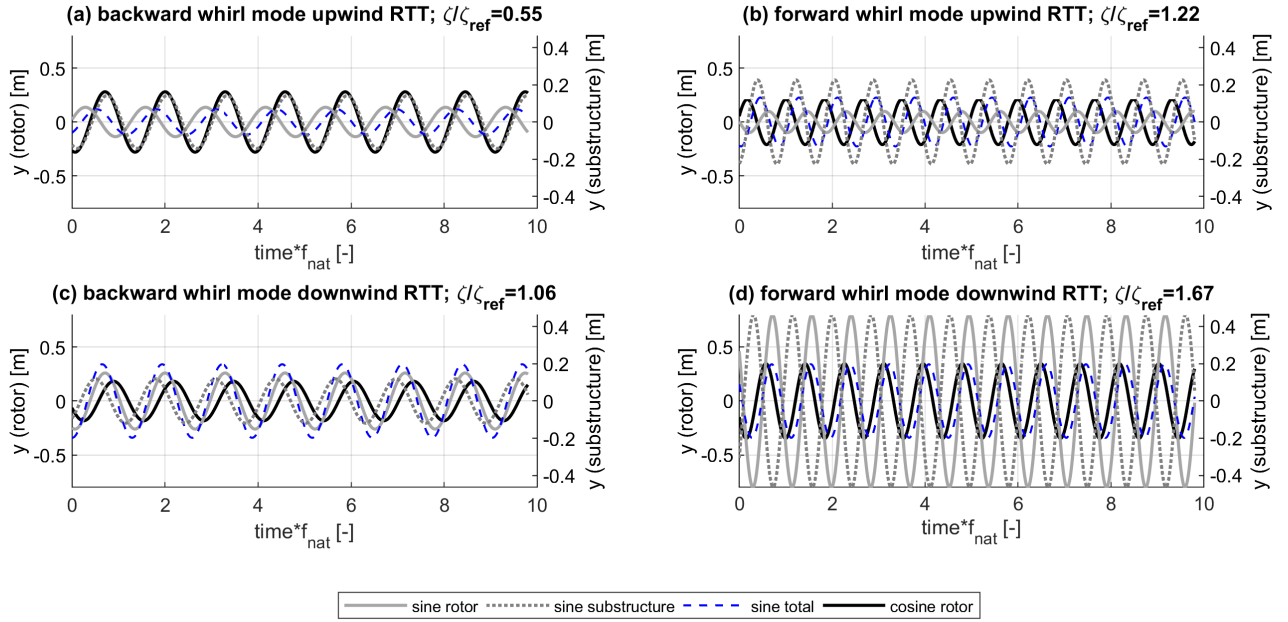 (a) backward whirl mode upwind RTT; ζ/ζref=0.55
y (rotor) [m]
0.5
0
-0.5
0.4
0.2
0
-0.2
-0.4
y (substructure) [m]
0 2 4 6 8 10
time*fnat [-]
(b) forward whirl mode upwind RTT; ζ/ζref=1.22
y (rotor) [m]
0.5
0
-0.5
0.4
0.2
0
-0.2
-0.4
y (substructure) [m]
0 2 4 6 8 10
time*fnat [-]
(c) backward whirl mode downwind RTT; ζ/ζref=1.06
y (rotor) [m]
0.5
0
-0.5
0.4
0.2
0
-0.2
-0.4
y (substructure) [m]
0 2 4 6 8 10
time*fnat [-]
(d) forward whirl mode downwind RTT; ζ/ζref=1.67
y (rotor) [m]
0.5
0
-0.5
0.4
0.2
0
-0.2
-0.4
y (substructure) [m]
0 2 4 6 8 10
time*fnat [-]
sine rotor sine substructure sine total cosine rotor